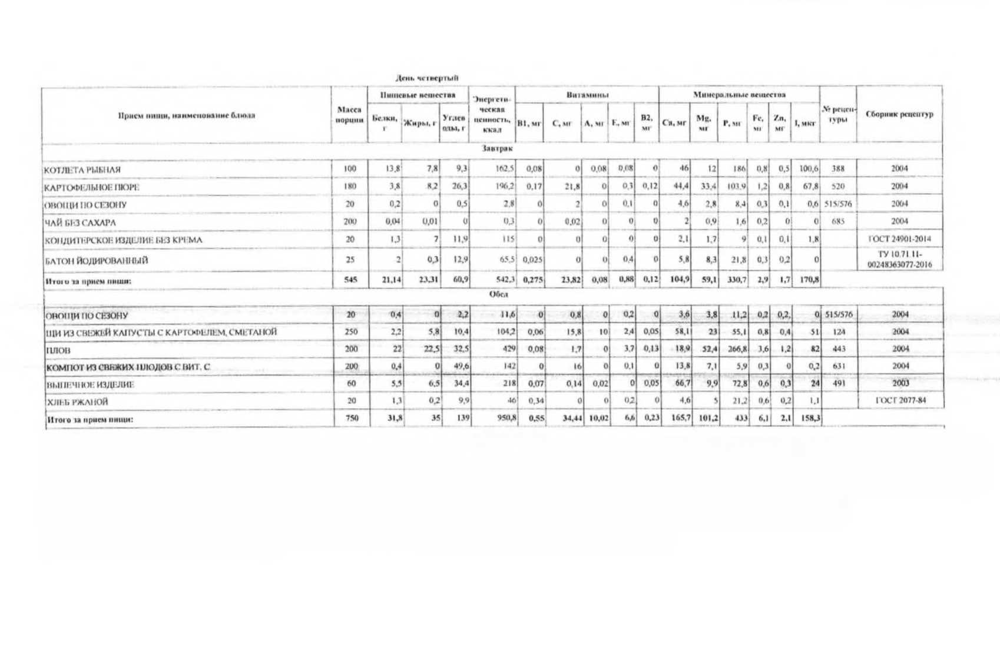 День четвертый
Прием пищи, наименование блюда Масса порции Пищевые вещества Энергети-ческая ценность, ккал Витамины Минеральные вещества № рецеп-туры Сборник рецептур
Белки, г Жиры, г Углев оды, г В1, мг С, мг А, мг Е, мг В2, мг Ca, мг Mg, мг P, мг Fe, мг Zn, мг I, мкг
Завтрак
КОТЛЕТА РЫБНАЯ 100 13,8 7,8 9,3 162,5 0,08 0 0,08 0,08 0 46 12 186 0,8 0,5 100,6 388 2004
КАРТОФЕЛЬНОЕ ПЮРЕ 180 3,8 8,2 26,3 196,2 0,17 21,8 0 0,3 0,12 44,4 33,4 103,9 1,2 0,8 67,8 520 2004
ОВОЩИ ПО СЕЗОНУ 20 0,2 0 0,5 2,8 0 2 0 0,1 0 4,6 2,8 8,4 0,3 0,1 0,6 515/576 2004
ЧАЙ БЕЗ САХАРА 200 0,04 0,01 0 0,3 0 0,02 0 0 0 2 0,9 1,6 0,2 0 0 685 2004
КОНДИТЕРСКОЕ ИЗДЕЛИЕ БЕЗ КРЕМА 20 1,3 7 11,9 115 0 0 0 0 0 2,1 1,7 9 0,1 0,1 1,8 ГОСТ 24901-2014
БАТОН ЙОДИРОВАННЫЙ 25 2 0,3 12,9 65,5 0,025 0 0 0,4 0 5,8 8,3 21,8 0,3 0,2 0 ТУ 10.71.11-
00248363077-2016
Итого за прием пищи: 545 21,14 23,31 60,9 542,3 0,275 23,82 0,08 0,88 0,12 104,9 59,1 330,7 2,9 1,7 170,8
Обед
ОВОЩИ ПО СЕЗОНУ 20 0,4 0 2,2 11,6 0 0,8 0 0,2 0 3,6 3,8 11,2 0,2 0,2, 0 515/576 2004
ЩИ ИЗ СВЕЖЕЙ КАПУСТЫ С КАРТОФЕЛЕМ, СМЕТАНОЙ 250 2,2 5,8 10,4 104,2 0,06 15,8 10 2,4 0,05 58,1 23 55,1 0,8 0,4 51 124 2004
ПЛОВ 200 22 22,5 32,5 429 0,08 1,7 0 3,7 0,13 18,9 52,4 266,8 3,6 1,2 82 443 2004
КОМПОТ ИЗ СВЕЖИХ ПЛОДОВ С ВИТ. С 200 0,4 0 49,6 142 0 16 0 0,1 0 13,8 7,1 5,9 0,3 0 0,2 631 2004
ВЫПЕЧНОЕ ИЗДЕЛИЕ 60 5,5 6,5 34,4 218 0,07 0,14 0,02 0 0,05 66,7 9,9 72,8 0,6 0,3 24 491 2003
ХЛЕБ РЖАНОЙ 20 1,3 0,2 9,9 46 0,34 0 0 0,2 0 4,6 5 21,2 0,6 0,2 1,1 ГОСТ 2077-84
Итого за прием пищи: 750 31,8 35 139 950,8 0,55 34,44 10,02 6,6 0,23 165,7 101,2 433 6,1 2,1 158,3